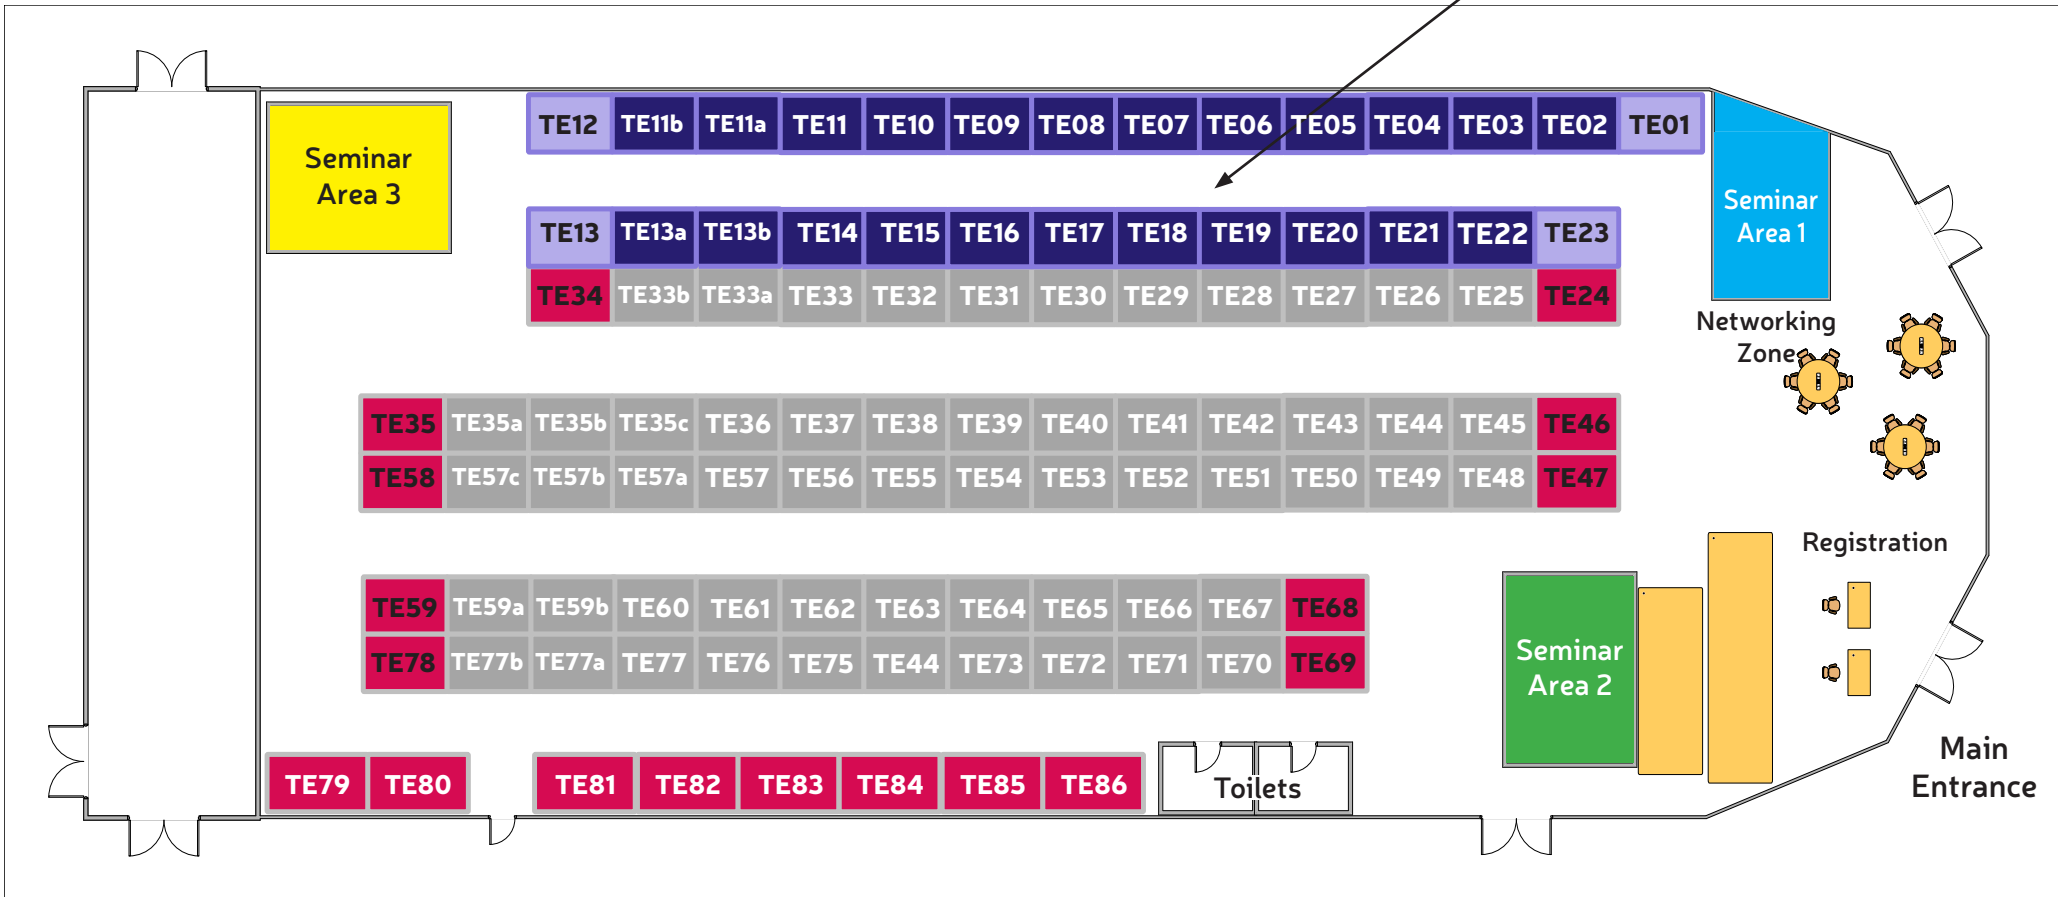 TE12 TE11b TE11a TE11 TE10 TE09 TE08 TE07 TE06 TE05 TE04 TE03 TE02 TE01
Seminar
Area 3
Seminar
Area 1
TE13 TE13a TE13b TE14 TE15 TE16 TE17 TE18 TE19 TE20 TE21 TE22 TE23
TE34 TE33b TE33a TE33 TE32 TE31 TE30 TE29 TE28 TE27 TE26 TE25 TE24
Networking
Zone
TE35 TE35a TE35b TE35c TE36 TE37 TE38 TE39 TE40 TE41 TE42 TE43 TE44 TE45 TE46
TE58 TE57c TE57b TE57a TE57 TE56 TE55 TE54 TE53 TE52 TE51 TE50 TE49 TE48 TE47
Registration
TE59 TE59a TE59b TE60 TE61 TE62 TE63 TE64 TE65 TE66 TE67 TE68
TE78 TE77b TE77a TE77 TE76 TE75 TE44 TE73 TE72 TE71 TE70 TE69
Seminar
Area 2
Main
Entrance
TE79 TE80 TE81 TE82 TE83 TE84 TE85 TE86
Toilets